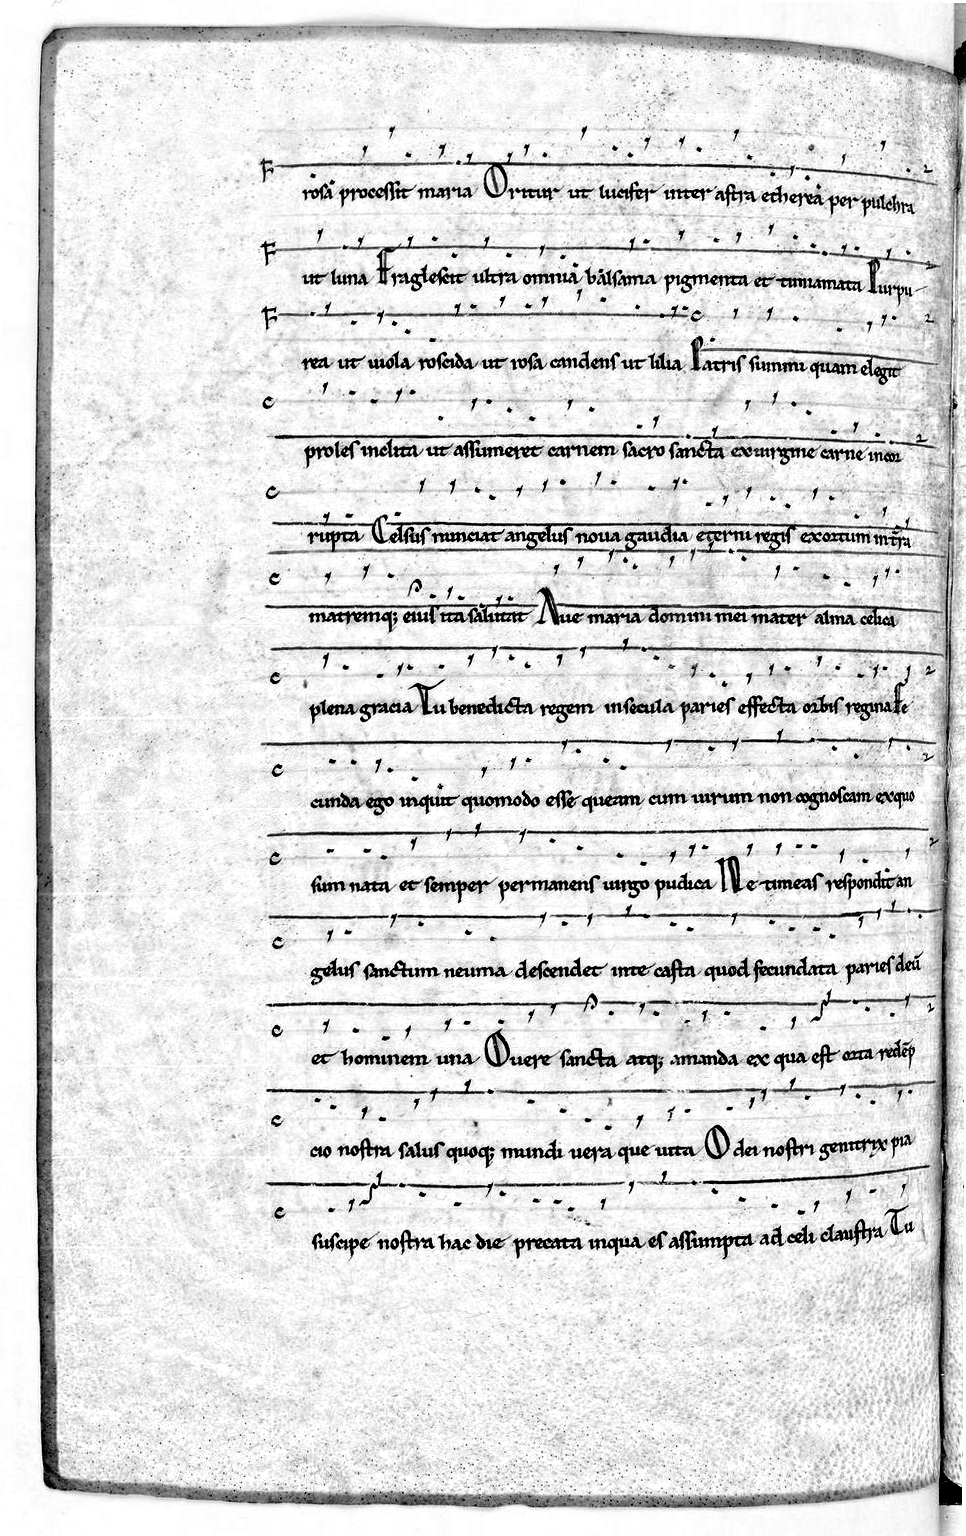 rosa processit maria Oritur ut lucifer inter astra etherea per pulchra
ut luna Fraglescit ultra omnia balsama pigmenta et timiamata Purpu-
rea ut uiola roscida ut rosa candens ut lilia Patris summi quam elegit
proles inclita ut assumeret carnem sacro sancta ex uirgine carne incor
rupta Celsus nunciat angelus noua gaudia eterni regis exortum in tr̄a
matremq; eius ita salutat Aue maria domini mei mater alma celica
plena gracia Tu benedicta regem in secula paries effecta orbis regina Fe
cunda ego inquit quomodo esse queam cum uirum non cognoscam exquo
sum nata et semper permanens uirgo pudica Ne timeas respondit an
gelus sanctum neuma descendet in te casta quod fecundata paries deū
et hominem una O uere sancta atq; amanda ex qua est orta redēp
cio nostra salus quoq; mundi uera que uita O dei nostri genitrix pia
suscipe nostra hac die precata in qua es assumpta ad celi claustra Tu